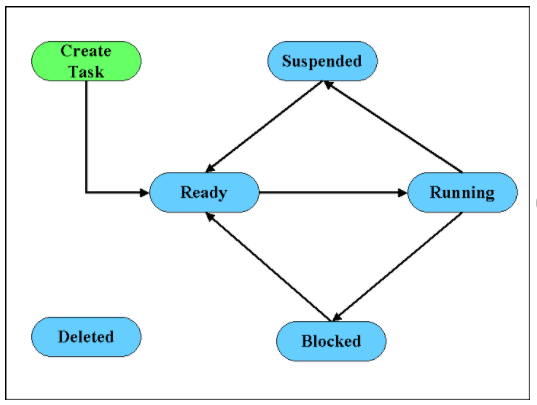 Create
Task
Suspended
Ready
Running
Deleted
Blocked